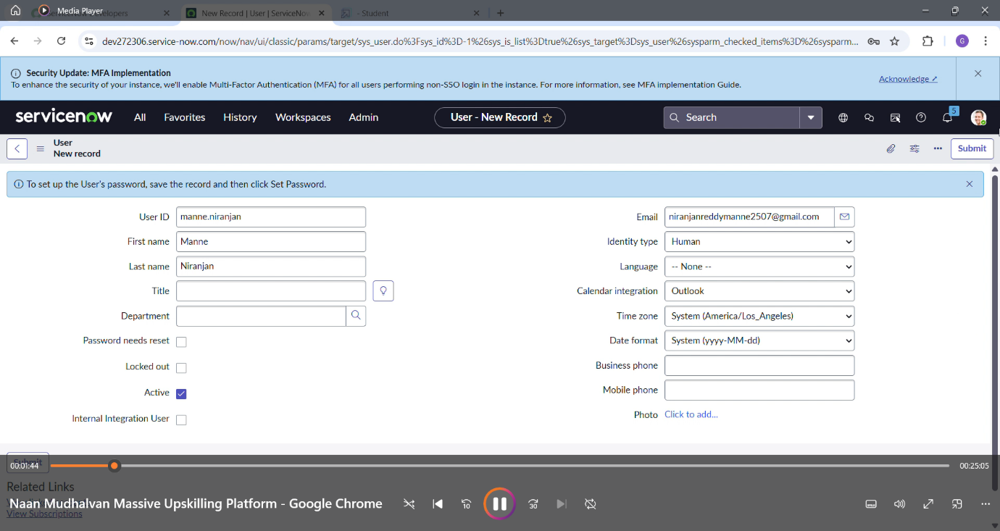 Media Player
New Record | User | ServiceNow
- Student
dev272306.service-now.com/now/nav/ui/classic/params/target/sys_user.do%3Fsys_id%3D-1%26sys_is_list%3Dtrue%26sys_target%3Dsys_user%26sysparm_checked_items%3D%26sysparm...
G
Security Update: MFA Implementation
To enhance the security of your instance, we'll enable Multi-Factor Authentication (MFA) for all users performing non-SSO login in the instance. For more information, see MFA implementation Guide.
Acknowledge
servicenow
All
Favorites
History
Workspaces
Admin
User - New Record
Search
5
User
New record
Submit
To set up the User's password, save the record and then click Set Password.
User ID manne.niranjan
First name Manne
Last name Niranjan
Title
Department
Password needs reset
Locked out
Active
Internal Integration User
Email niranjanreddymanne2507@gmail.com
Identity type Human
Language -- None --
Calendar integration Outlook
Time zone System (America/Los_Angeles)
Date format System (yyyy-MM-dd)
Business phone
Mobile phone
Photo Click to add...
Submit
00:01:44
00:25:05
Related Links
Naan Mudhalvan Massive Upskilling Platform - Google Chrome
10
30
View Subscriptions